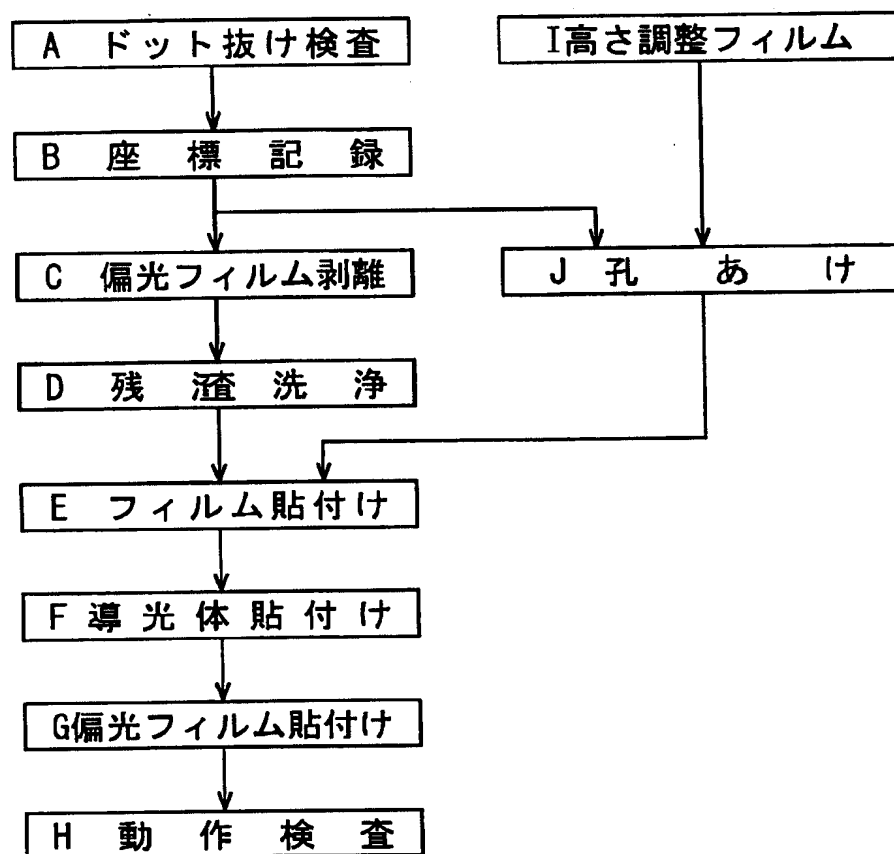 A ドット抜け検査
I高さ調整フィルム
B 座標記録
C 偏光フィルム剥離
J 孔あけ
D 残渣洗浄
E フィルム貼付け
F 導光体貼付け
G偏光フィルム貼付け
H 動作検査